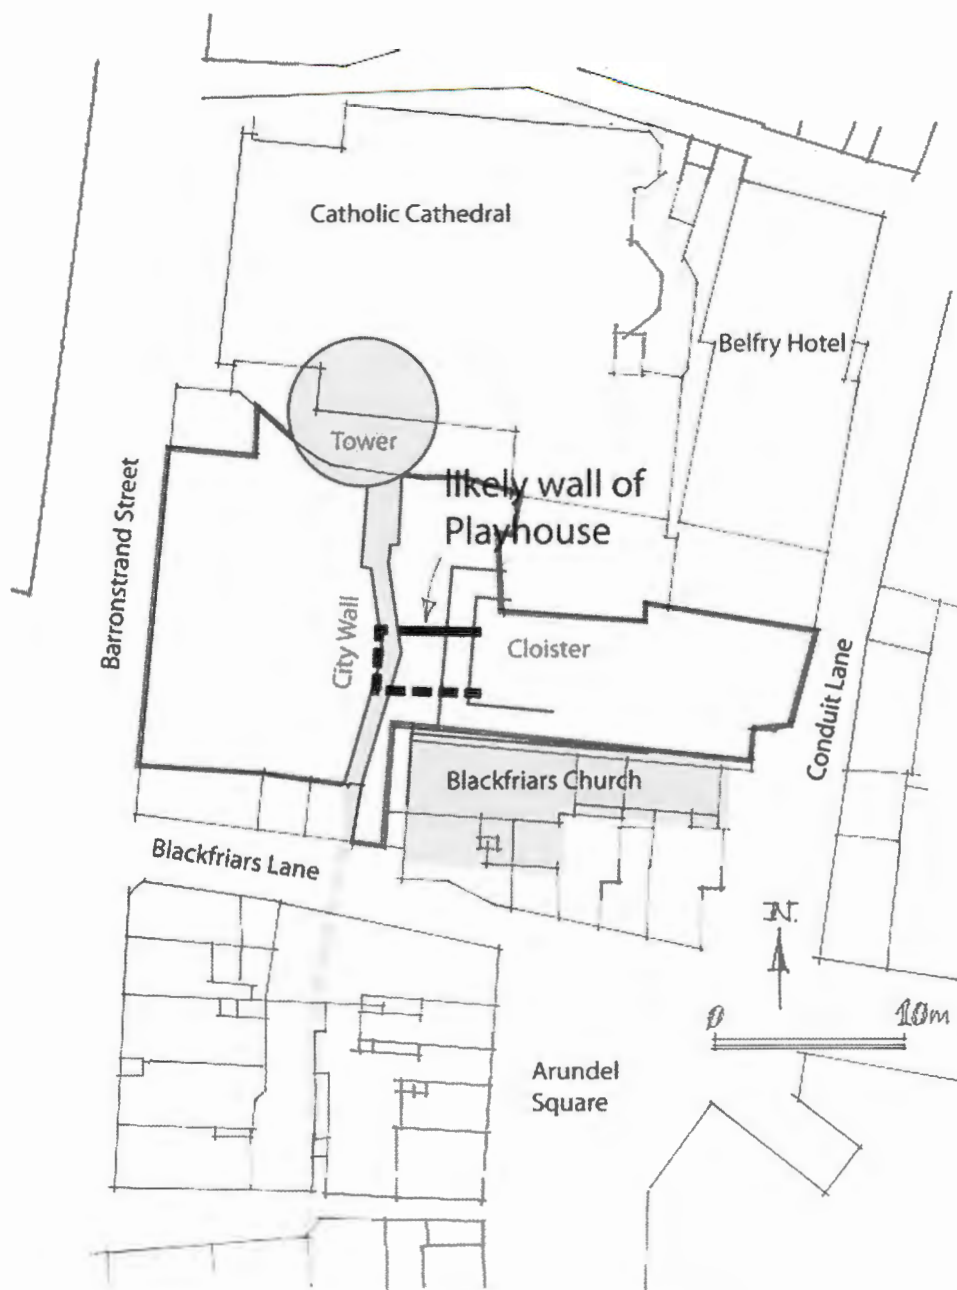 Catholic Cathedral
Belfry Hotel
Tower
likely wall of
Playhouse
Barronstrand Street
City Wall
Cloister
Conduit Lane
Blackfriars Church
Blackfriars Lane
N.
0 10m
Arundel
Square